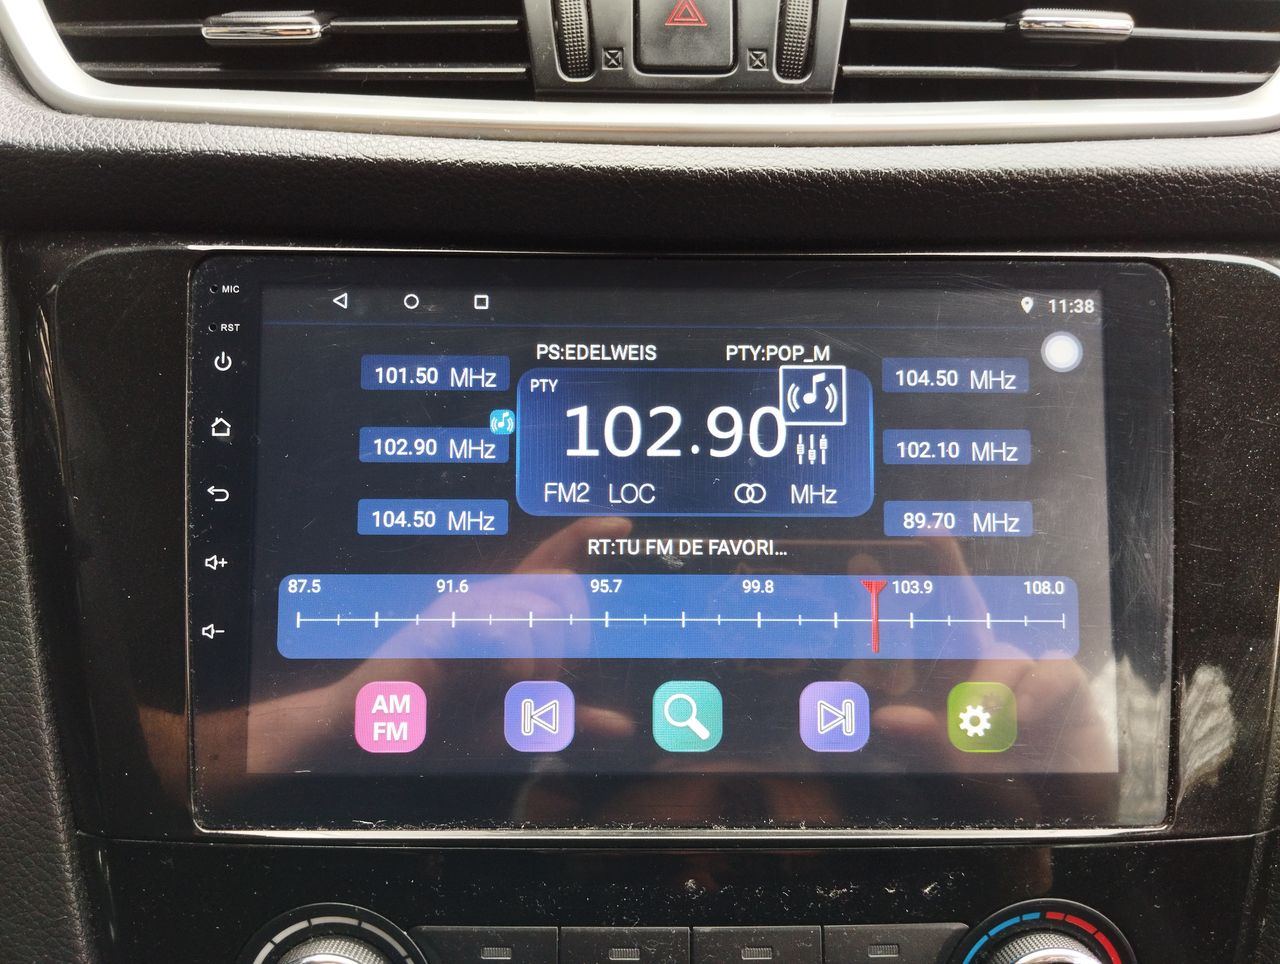 MIC
11:38
RST
PS:EDELWEIS PTY:POP_M
101.50 MHz
PTY
104.50 MHz
102.90 MHz
102.90
102.10 MHz
FM2 LOC MHz
104.50 MHz
89.70 MHz
RT:TU FM DE FAVORI...
87.5 91.6 95.7 99.8 103.9 108.0
AM
FM